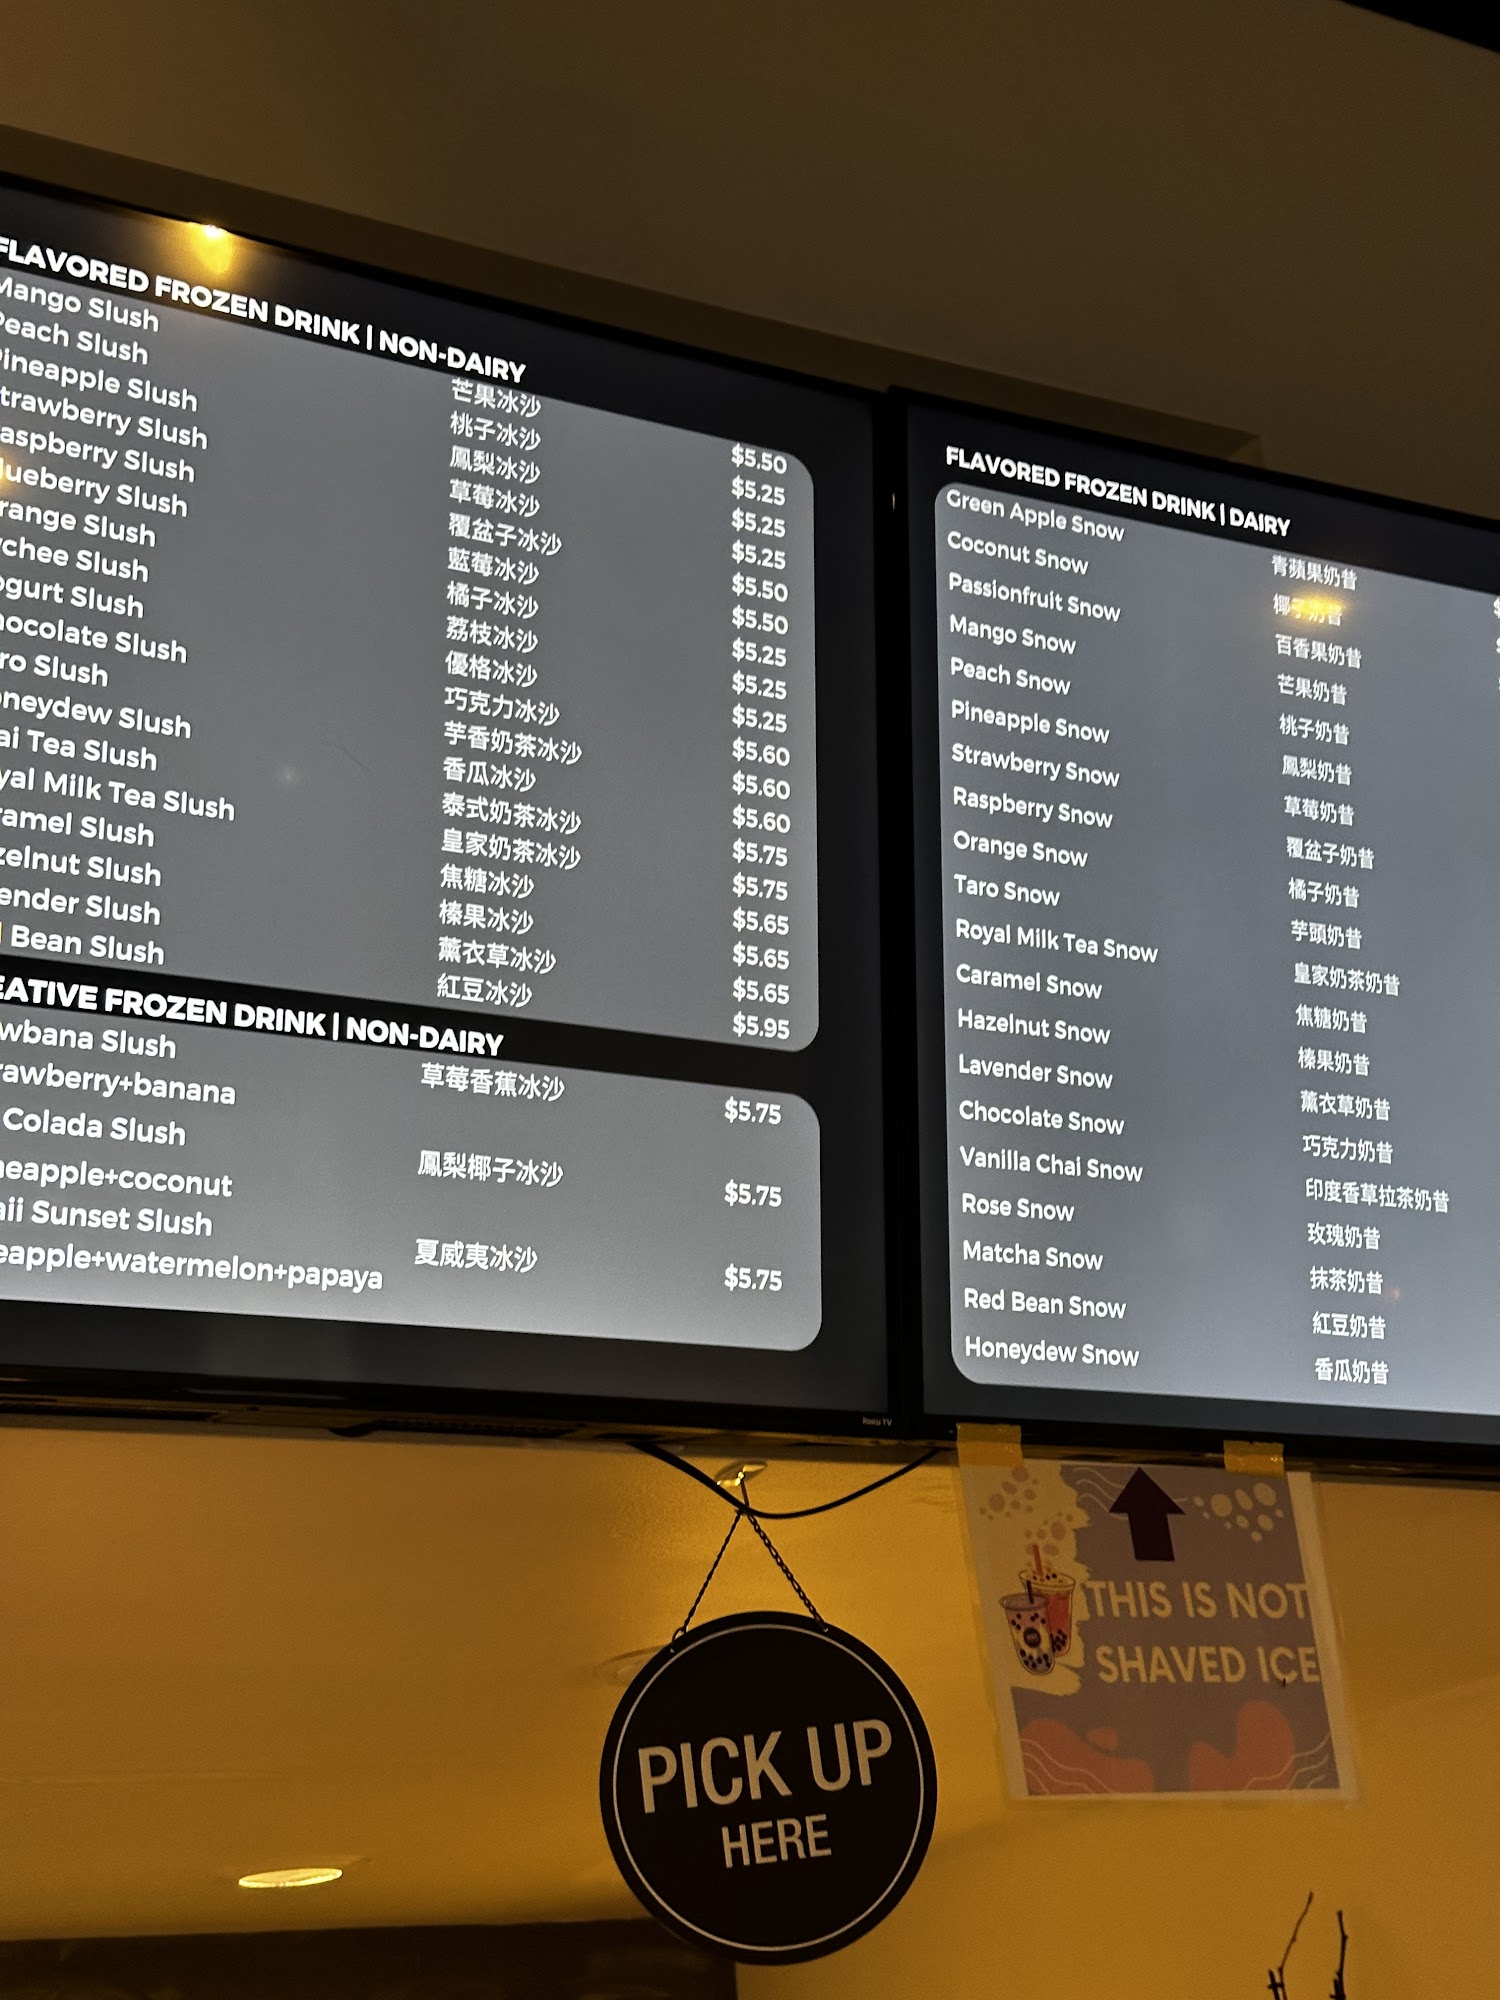 FLAVORED FROZEN DRINK | NON-DAIRY
Mango Slush 芒果冰沙 $5.50
Peach Slush 桃子冰沙 $5.25
ineapple Slush 鳳梨冰沙 $5.25
trawberry Slush 草莓冰沙 $5.25
aspberry Slush 覆盆子冰沙 $5.50
lueberry Slush 藍莓冰沙 $5.50
range Slush 橘子冰沙 $5.25
ychee Slush 荔枝冰沙 $5.25
ogurt Slush 優格冰沙 $5.25
hocolate Slush 巧克力冰沙 $5.60
ro Slush 芋香奶茶冰沙 $5.60
oneydew Slush 香瓜冰沙 $5.60
ai Tea Slush 泰式奶茶冰沙 $5.75
yal Milk Tea Slush 皇家奶茶冰沙 $5.75
ramel Slush 焦糖冰沙 $5.65
zelnut Slush 榛果冰沙 $5.65
ender Slush 薰衣草冰沙 $5.65
Bean Slush 紅豆冰沙 $5.95
EATIVE FROZEN DRINK | NON-DAIRY
wbana Slush 草莓香蕉冰沙 $5.75
rawberry+banana
Colada Slush 鳳梨椰子冰沙 $5.75
neapple+coconut
aii Sunset Slush 夏威夷冰沙 $5.75
eapple+watermelon+papaya
FLAVORED FROZEN DRINK | DAIRY
Green Apple Snow 青蘋果奶昔
Coconut Snow 椰子奶昔
Passionfruit Snow 百香果奶昔
Mango Snow 芒果奶昔
Peach Snow 桃子奶昔
Pineapple Snow 鳳梨奶昔
Strawberry Snow 草莓奶昔
Raspberry Snow 覆盆子奶昔
Orange Snow 橘子奶昔
Taro Snow 芋頭奶昔
Royal Milk Tea Snow 皇家奶茶奶昔
Caramel Snow 焦糖奶昔
Hazelnut Snow 榛果奶昔
Lavender Snow 薰衣草奶昔
Chocolate Snow 巧克力奶昔
Vanilla Chai Snow 印度香草拉茶奶昔
Rose Snow 玫瑰奶昔
Matcha Snow 抹茶奶昔
Red Bean Snow 紅豆奶昔
Honeydew Snow 香瓜奶昔
Roku TV
THIS IS NOT
SHAVED ICE
PICK UP
HERE